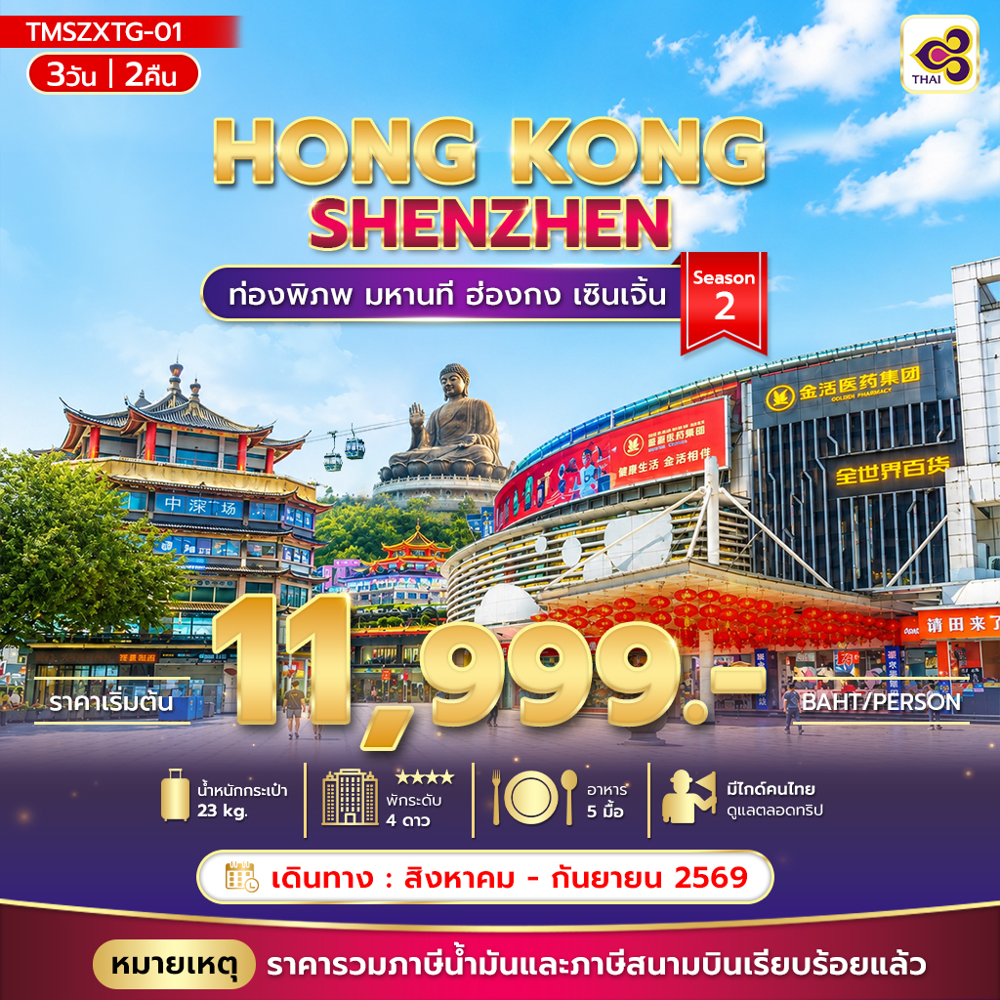 TMSZXTG-01
3วัน | 2คืน
THAI
HONG KONG
SHENZHEN
ท่องพิภพ มหานที ฮ่องกง เซินเจิ้น
Season
2
金活医药集团
GOLDEN PHARMACY
健康生活 金活相伴
全世界百货
中深 场
请田来了
ราคาเริ่มต้น
11,999.-
BAHT/PERSON
น้ำหนักกระเป๋า
23 kg.
พักระดับ
4 ดาว
อาหาร
5 มื้อ
มีไกด์คนไทย
ดูแลตลอดทริป
เดินทาง : สิงหาคม - กันยายน 2569
หมายเหตุ ราคารวมภาษีน้ำมันและภาษีสนามบินเรียบร้อยแล้ว